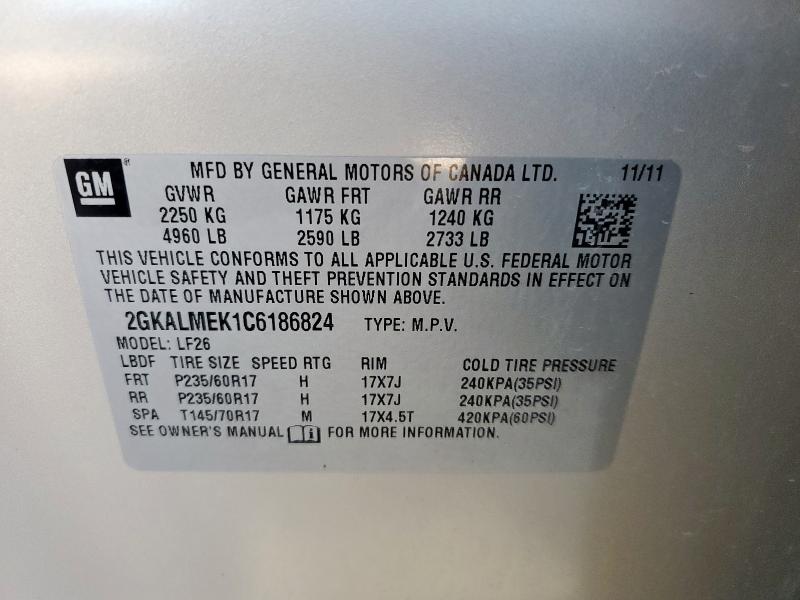 GM®
MFD BY GENERAL MOTORS OF CANADA LTD. 11/11
GVWR GAWR FRT GAWR RR
2250 KG 1175 KG 1240 KG
4960 LB 2590 LB 2733 LB
THIS VEHICLE CONFORMS TO ALL APPLICABLE U.S. FEDERAL MOTOR
VEHICLE SAFETY AND THEFT PREVENTION STANDARDS IN EFFECT ON
THE DATE OF MANUFACTURE SHOWN ABOVE.
2GKALMEK1C6186824 TYPE: M.P.V.
MODEL: LF26
LBDF TIRE SIZE SPEED RTG RIM COLD TIRE PRESSURE
FRT P235/60R17 H 17X7J 240KPA(35PSI)
RR P235/60R17 H 17X7J 240KPA(35PSI)
SPA T145/70R17 M 17X4.5T 420KPA(60PSI)
SEE OWNER'S MANUAL i FOR MORE INFORMATION.